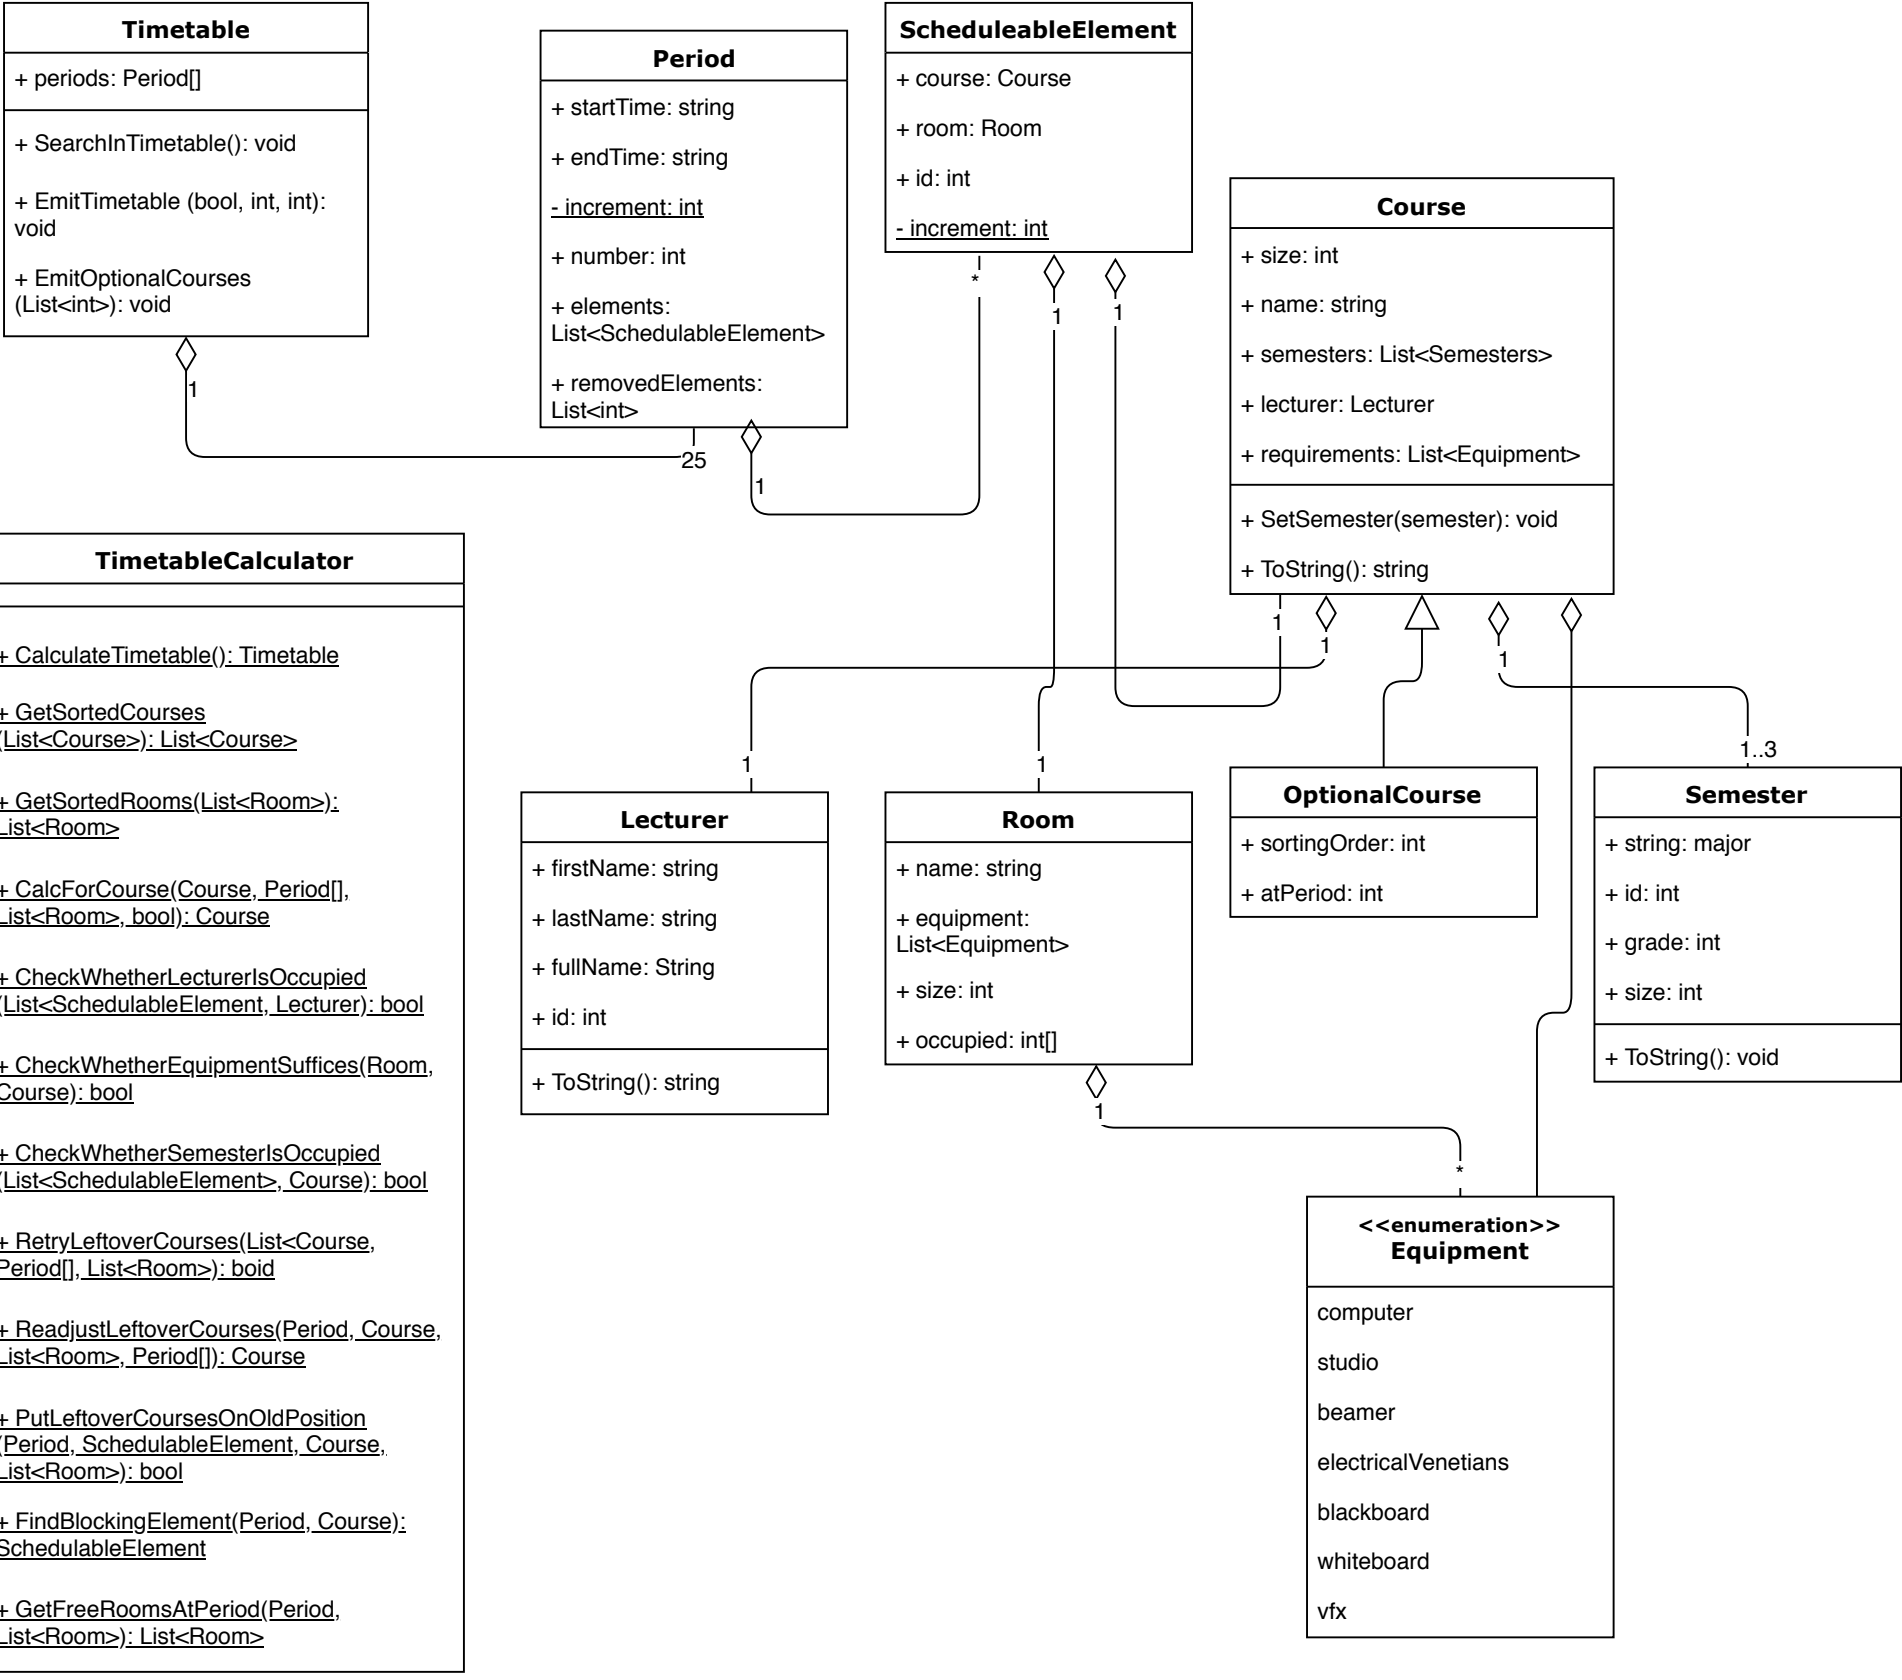 Timetable
+ periods: Period[]
+ SearchInTimetable(): void
+ EmitTimetable (bool, int, int):
void
+ EmitOptionalCourses
(List<int>): void
1
25
Period
+ startTime: string
+ endTime: string
- increment: int
+ number: int
+ elements:
List<SchedulableElement>
+ removedElements:
List<int>
1
*
ScheduleableElement
+ course: Course
+ room: Room
+ id: int
- increment: int
1
1
Course
+ size: int
+ name: string
+ semesters: List<Semesters>
+ lecturer: Lecturer
+ requirements: List<Equipment>
+ SetSemester(semester): void
+ ToString(): string
1
1
1
TimetableCalculator
+ CalculateTimetable(): Timetable
+ GetSortedCourses
(List<Course>): List<Course>
+ GetSortedRooms(List<Room>):
List<Room>
+ CalcForCourse(Course, Period[],
List<Room>, bool): Course
+ CheckWhetherLecturerIsOccupied
(List<SchedulableElement, Lecturer): bool
+ CheckWhetherEquipmentSuffices(Room,
Course): bool
+ CheckWhetherSemesterIsOccupied
(List<SchedulableElement>, Course): bool
+ RetryLeftoverCourses(List<Course,
Period[], List<Room>): boid
+ ReadjustLeftoverCourses(Period, Course,
List<Room>, Period[]): Course
+ PutLeftoverCoursesOnOldPosition
(Period, SchedulableElement, Course,
List<Room>): bool
+ FindBlockingElement(Period, Course):
SchedulableElement
+ GetFreeRoomsAtPeriod(Period,
List<Room>): List<Room>
1
Lecturer
+ firstName: string
+ lastName: string
+ fullName: String
+ id: int
+ ToString(): string
1
Room
+ name: string
+ equipment:
List<Equipment>
+ size: int
+ occupied: int[]
1
*
OptionalCourse
+ sortingOrder: int
+ atPeriod: int
1..3
Semester
+ string: major
+ id: int
+ grade: int
+ size: int
+ ToString(): void
<<enumeration>>
Equipment
computer
studio
beamer
electricalVenetians
blackboard
whiteboard
vfx